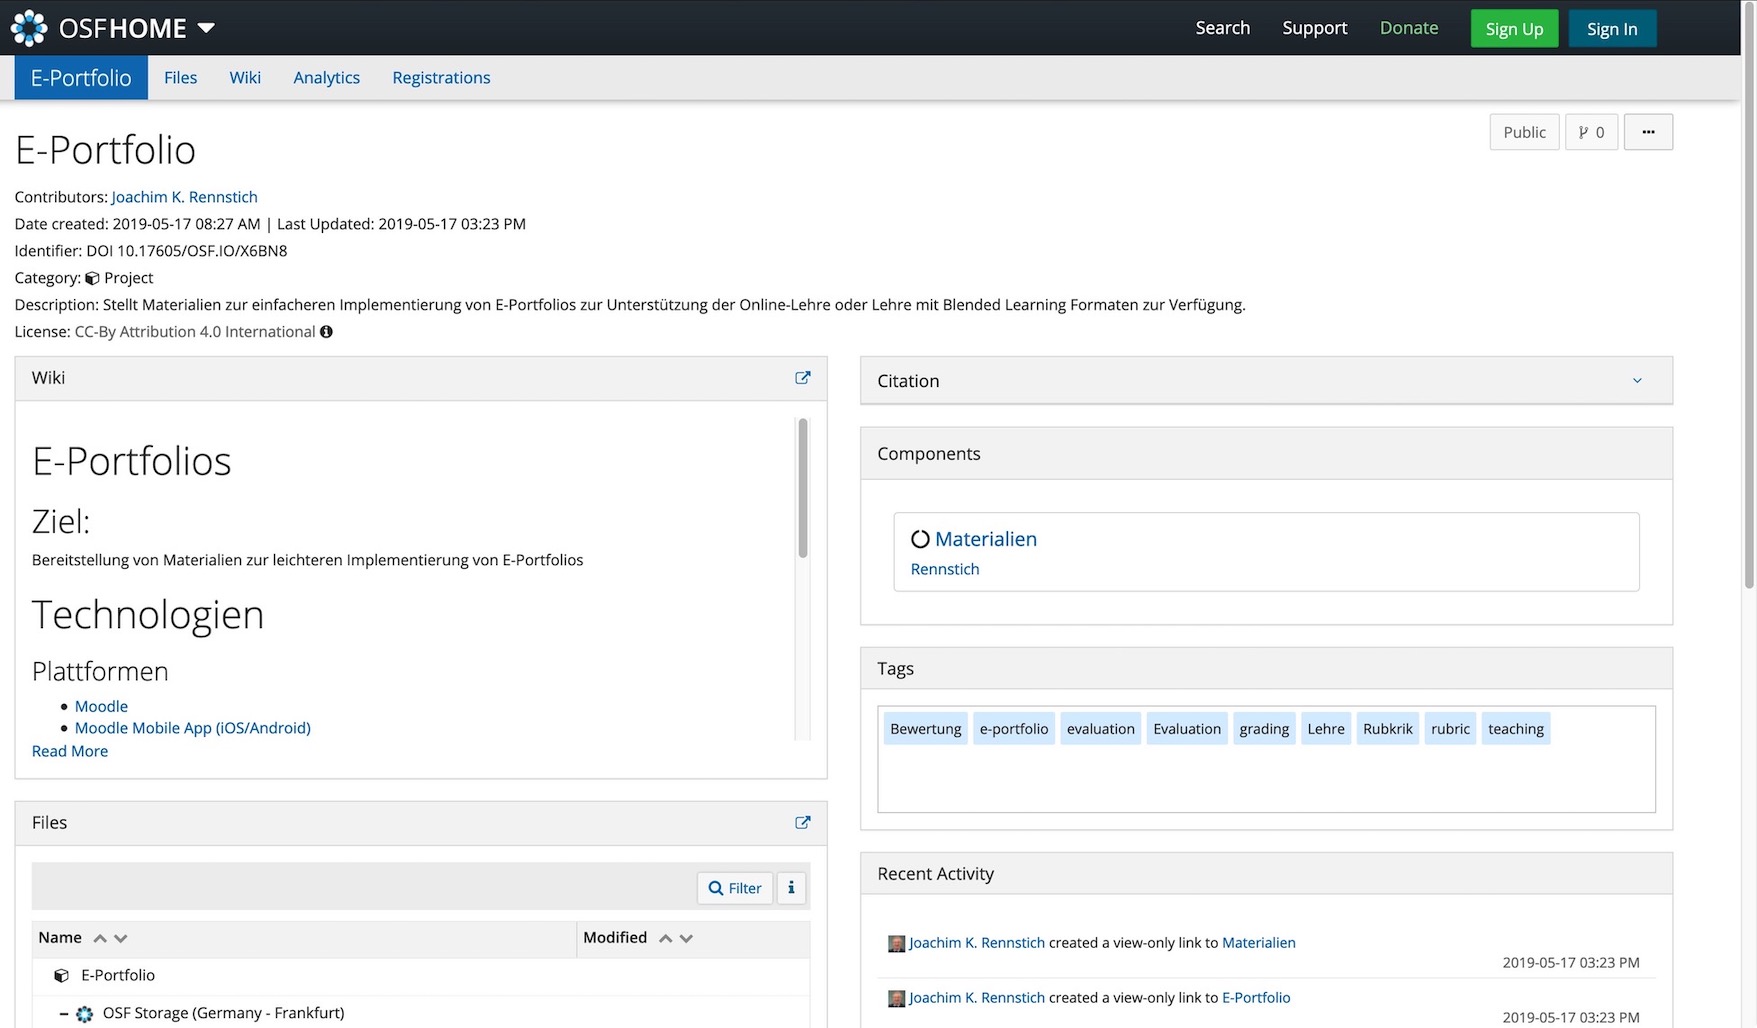 OSFHOME
Search Support Donate Sign Up Sign In
E-Portfolio Files Wiki Analytics Registrations
E-Portfolio
Public 0 ...
Contributors: Joachim K. Rennstich
Date created: 2019-05-17 08:27 AM | Last Updated: 2019-05-17 03:23 PM
Identifier: DOI 10.17605/OSF.IO/X6BN8
Category: Project
Description: Stellt Materialien zur einfacheren Implementierung von E-Portfolios zur Unterstützung der Online-Lehre oder Lehre mit Blended Learning Formaten zur Verfügung.
License: CC-By Attribution 4.0 International
Wiki
E-Portfolios
Ziel:
Bereitstellung von Materialien zur leichteren Implementierung von E-Portfolios
Technologien
Plattformen
• Moodle
• Moodle Mobile App (iOS/Android)
Read More
Files
Filter
Name Modified
E-Portfolio
– OSF Storage (Germany - Frankfurt)
Citation
Components
Materialien
Rennstich
Tags
Bewertung e-portfolio evaluation Evaluation grading Lehre Rubkrik rubric teaching
Recent Activity
Joachim K. Rennstich created a view-only link to Materialien
2019-05-17 03:23 PM
Joachim K. Rennstich created a view-only link to E-Portfolio
2019-05-17 03:23 PM